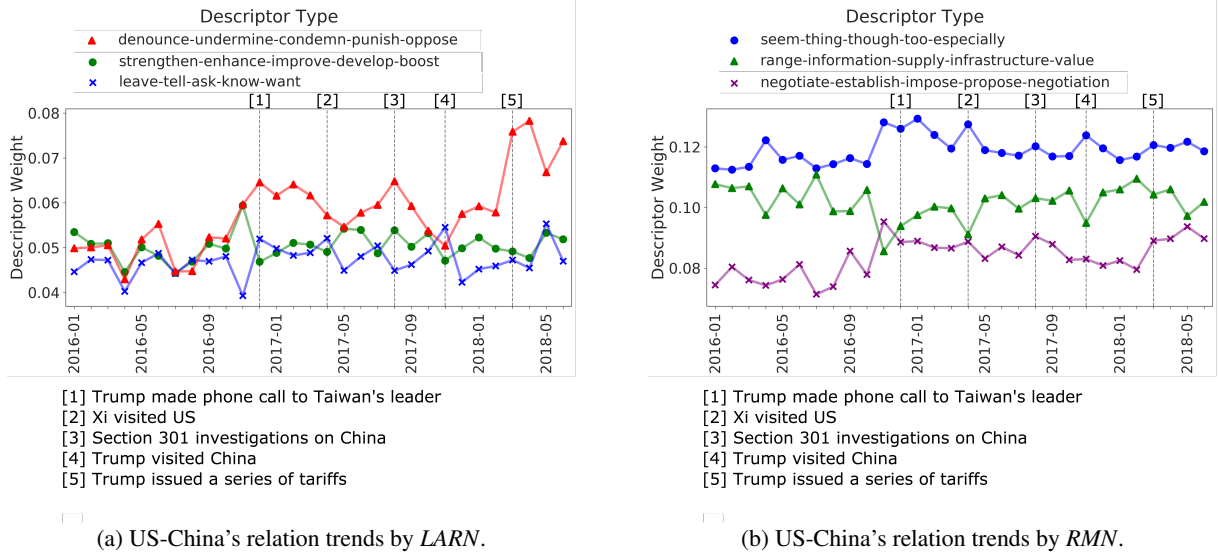 Descriptor Type
denounce-undermine-condemn-punish-oppose
strengthen-enhance-improve-develop-boost
leave-tell-ask-know-want
[1] [2] [3] [4] [5]
0.08
0.07
0.06
0.05
0.04
Descriptor Weight
2016-01 2016-05 2016-09 2017-01 2017-05 2017-09 2018-01 2018-05
[1] Trump made phone call to Taiwan's leader
[2] Xi visited US
[3] Section 301 investigations on China
[4] Trump visited China
[5] Trump issued a series of tariffs
(a) US-China's relation trends by LARN.
Descriptor Type
seem-thing-though-too-especially
range-information-supply-infrastructure-value
negotiate-establish-impose-propose-negotiation
[1] [2] [3] [4] [5]
0.12
0.10
0.08
Descriptor Weight
2016-01 2016-05 2016-09 2017-01 2017-05 2017-09 2018-01 2018-05
[1] Trump made phone call to Taiwan's leader
[2] Xi visited US
[3] Section 301 investigations on China
[4] Trump visited China
[5] Trump issued a series of tariffs
(b) US-China's relation trends by RMN.